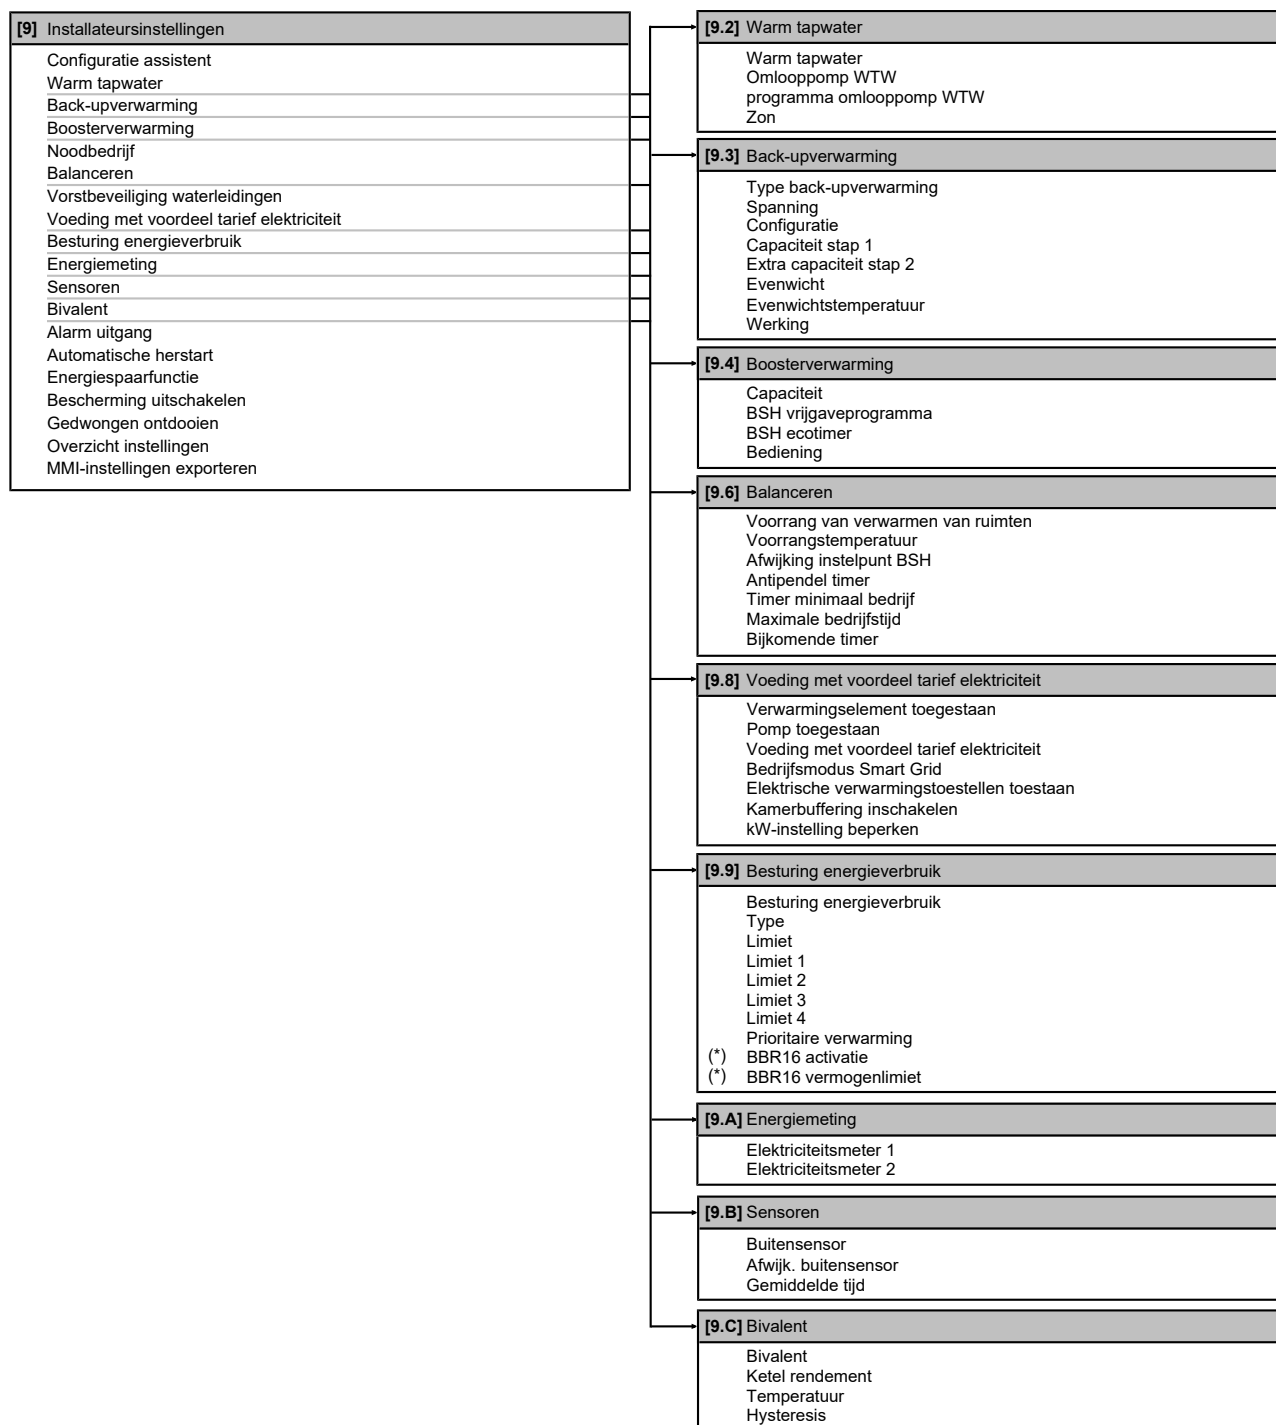 [9] Installateursinstellingen
Configuratie assistent
Warm tapwater
Back-upverwarming
Boosterverwarming
Noodbedrijf
Balanceren
Vorstbeveiliging waterleidingen
Voeding met voordeel tarief elektriciteit
Besturing energieverbruik
Energiemeting
Sensoren
Bivalent
Alarm uitgang
Automatische herstart
Energiespaarfunctie
Bescherming uitschakelen
Gedwongen ontdooien
Overzicht instellingen
MMI-instellingen exporteren
[9.2] Warm tapwater
Warm tapwater
Omlooppomp WTW
programma omlooppomp WTW
Zon
[9.3] Back-upverwarming
Type back-upverwarming
Spanning
Configuratie
Capaciteit stap 1
Extra capaciteit stap 2
Evenwicht
Evenwichtstemperatuur
Werking
[9.4] Boosterverwarming
Capaciteit
BSH vrijgaveprogramma
BSH ecotimer
Bediening
[9.6] Balanceren
Voorrang van verwarmen van ruimten
Voorrangstemperatuur
Afwijking instelpunt BSH
Antipendel timer
Timer minimaal bedrijf
Maximale bedrijfstijd
Bijkomende timer
[9.8] Voeding met voordeel tarief elektriciteit
Verwarmingselement toegestaan
Pomp toegestaan
Voeding met voordeel tarief elektriciteit
Bedrijfsmodus Smart Grid
Elektrische verwarmingstoestellen toestaan
Kamerbuffering inschakelen
kW-instelling beperken
[9.9] Besturing energieverbruik
Besturing energieverbruik
Type
Limiet
Limiet 1
Limiet 2
Limiet 3
Limiet 4
Prioritaire verwarming
(*) BBR16 activatie
(*) BBR16 vermogenlimiet
[9.A] Energiemeting
Elektriciteitsmeter 1
Elektriciteitsmeter 2
[9.B] Sensoren
Buitensensor
Afwijk. buitensensor
Gemiddelde tijd
[9.C] Bivalent
Bivalent
Ketel rendement
Temperatuur
Hysteresis